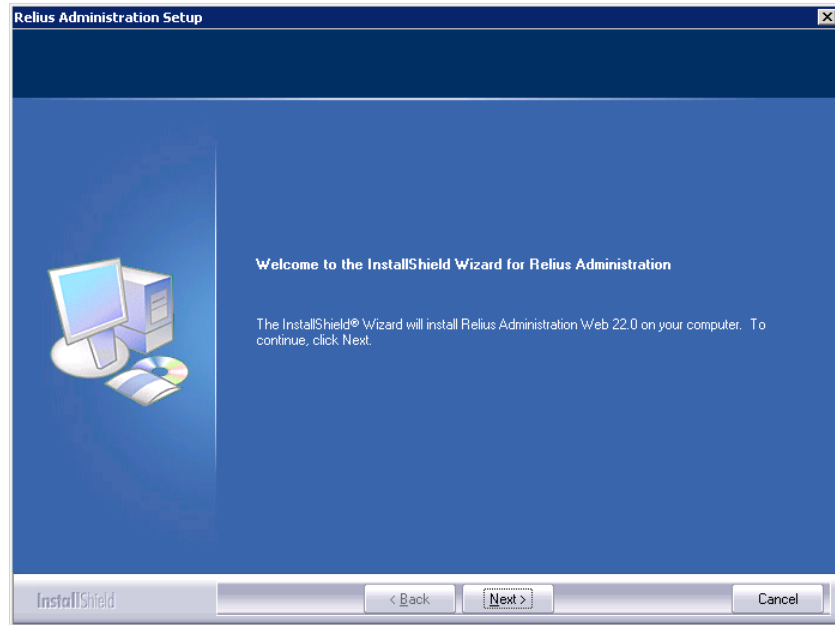 Relius Administration Setup
Welcome to the InstallShield Wizard for Relius Administration
The InstallShield® Wizard will install Relius Administration Web 22.0 on your computer. To
continue, click Next.
InstallShield
< Back
Next >
Cancel